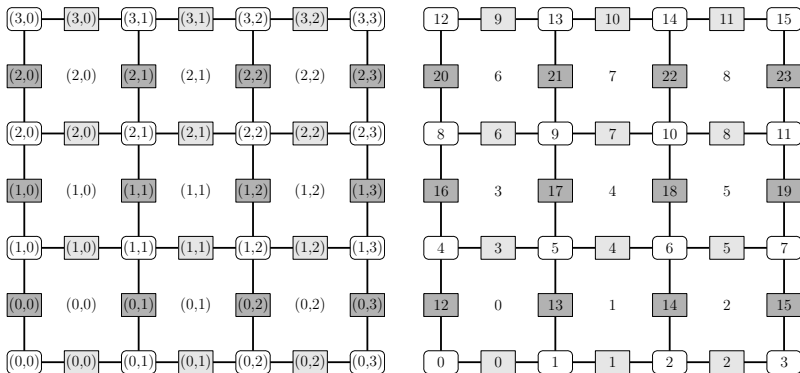 (3,0) (3,0) (3,1) (3,1) (3,2) (3,2) (3,3)
(2,0) (2,0) (2,1) (2,1) (2,2) (2,2) (2,3)
(2,0) (2,0) (2,1) (2,1) (2,2) (2,2) (2,3)
(1,0) (1,0) (1,1) (1,1) (1,2) (1,2) (1,3)
(1,0) (1,0) (1,1) (1,1) (1,2) (1,2) (1,3)
(0,0) (0,0) (0,1) (0,1) (0,2) (0,2) (0,3)
(0,0) (0,0) (0,1) (0,1) (0,2) (0,2) (0,3)
12 9 13 10 14 11 15
20 6 21 7 22 8 23
8 6 9 7 10 8 11
16 3 17 4 18 5 19
4 3 5 4 6 5 7
12 0 13 1 14 2 15
0 0 1 1 2 2 3